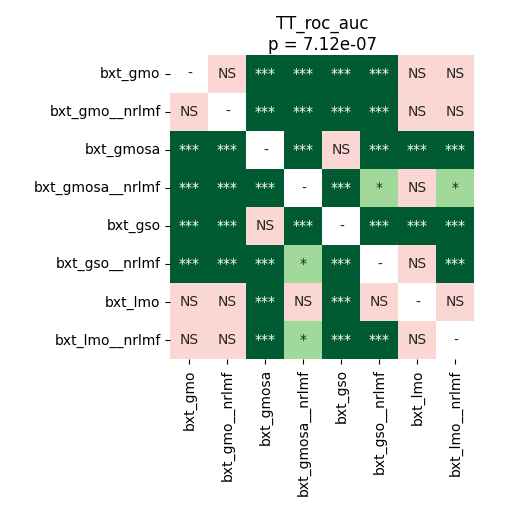 TT_roc_auc
p = 7.12e-07
bxt_gmo - NS *** *** *** *** NS NS
bxt_gmo__nrlmf NS - *** *** *** *** NS NS
bxt_gmosa *** *** - *** NS *** *** ***
bxt_gmosa__nrlmf *** *** *** - *** * NS *
bxt_gso *** *** NS *** - *** *** ***
bxt_gso__nrlmf *** *** *** * *** - NS ***
bxt_lmo NS NS *** NS *** NS - NS
bxt_lmo__nrlmf NS NS *** * *** *** NS -
bxt_gmo
bxt_gmo__nrlmf
bxt_gmosa
bxt_gmosa__nrlmf
bxt_gso
bxt_gso__nrlmf
bxt_lmo
bxt_lmo__nrlmf